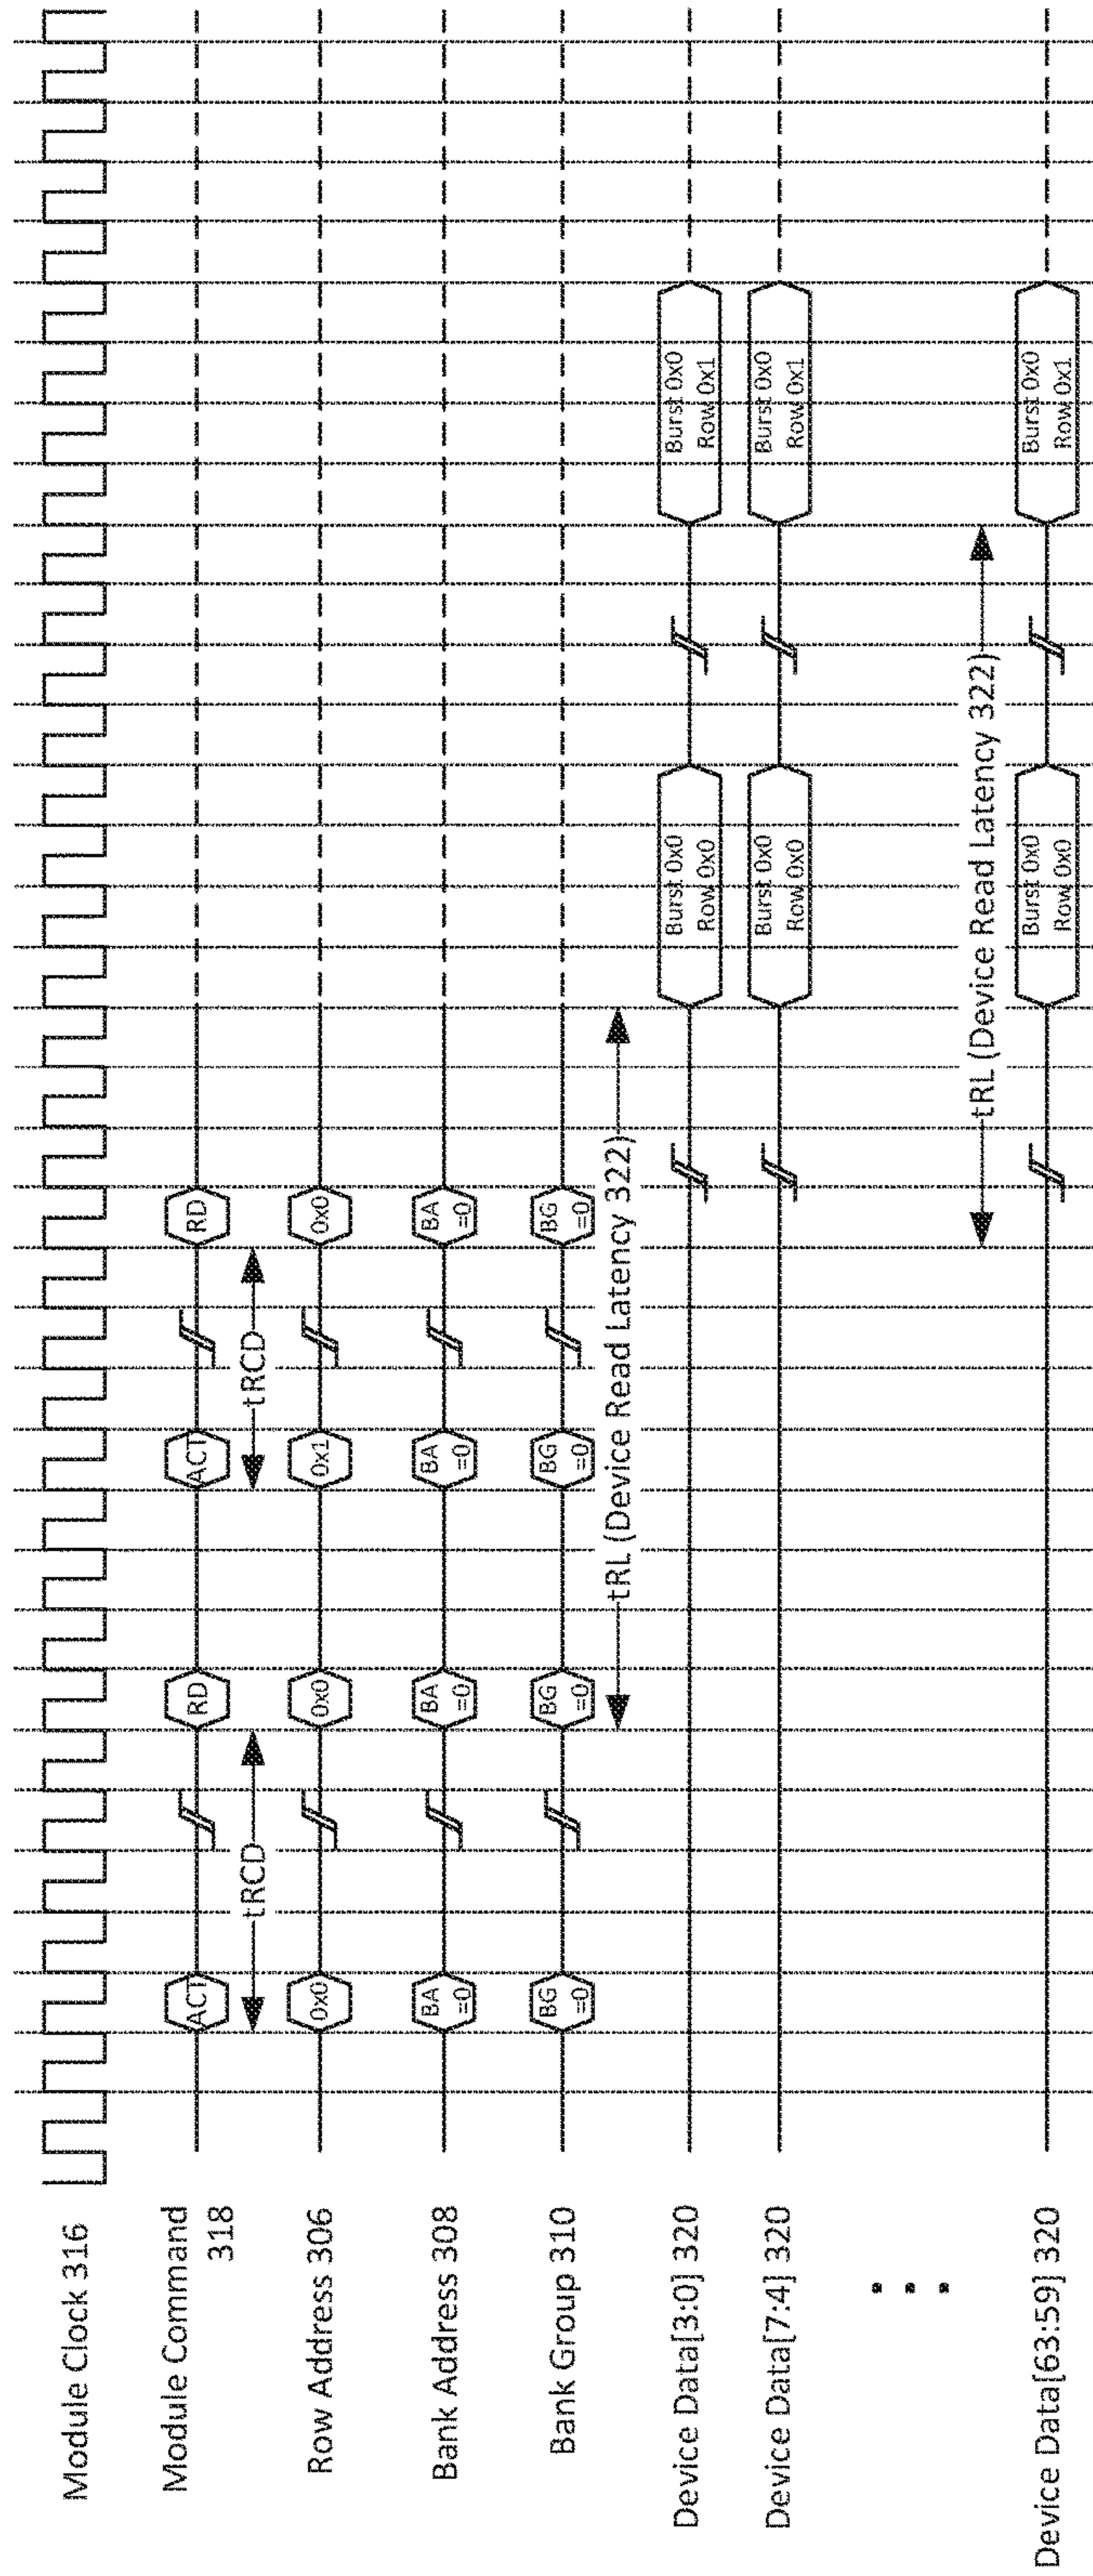 Module Clock 316
Module Command
318
ACT
RD
ACT
RD
tRCD
tRCD
Row Address 306
0x0
0x0
0x1
0x0
Bank Address 308
BA
=0
BA
=0
BA
=0
BA
=0
Bank Group 310
BG
=0
BG
=0
BG
=0
BG
=0
tRL (Device Read Latency 322)
Device Data[3:0] 320
Burst 0x0
Row 0x0
Burst 0x0
Row 0x1
Device Data[7:4] 320
Burst 0x0
Row 0x0
Burst 0x0
Row 0x1
tRL (Device Read Latency 322)
Device Data[63:59] 320
Burst 0x0
Row 0x0
Burst 0x0
Row 0x1